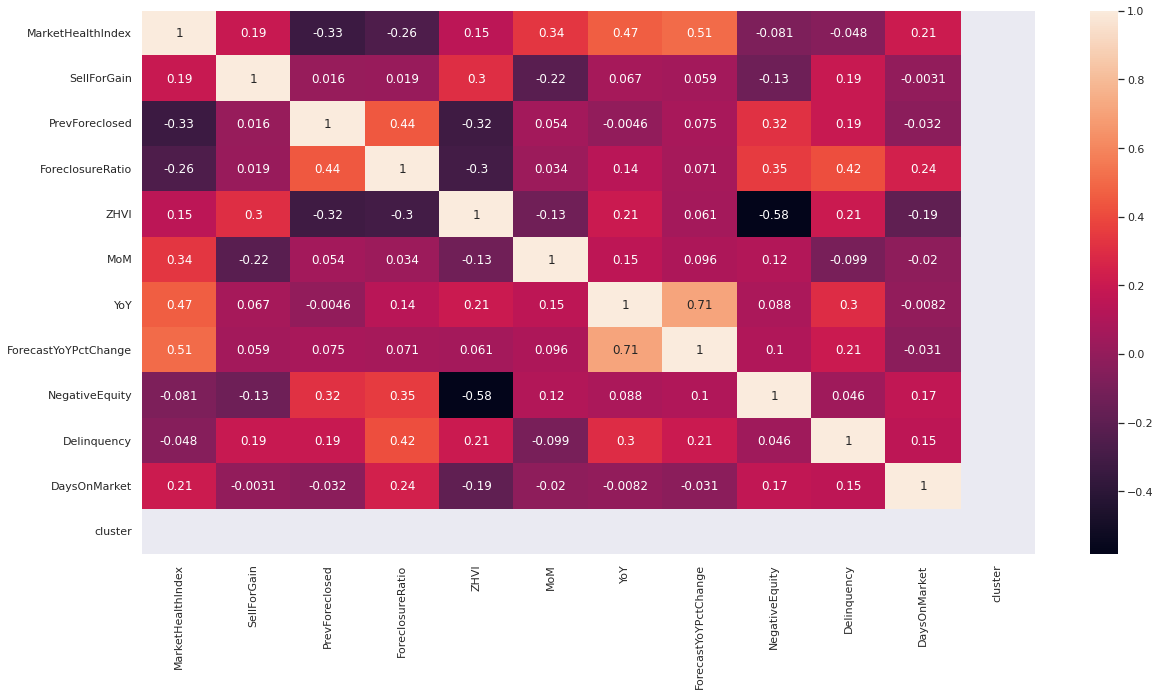 MarketHealthIndex 1 0.19 -0.33 -0.26 0.15 0.34 0.47 0.51 -0.081 -0.048 0.21
SellForGain 0.19 1 0.016 0.019 0.3 -0.22 0.067 0.059 -0.13 0.19 -0.0031
PrevForeclosed -0.33 0.016 1 0.44 -0.32 0.054 -0.0046 0.075 0.32 0.19 -0.032
ForeclosureRatio -0.26 0.019 0.44 1 -0.3 0.034 0.14 0.071 0.35 0.42 0.24
ZHVI 0.15 0.3 -0.32 -0.3 1 -0.13 0.21 0.061 -0.58 0.21 -0.19
MoM 0.34 -0.22 0.054 0.034 -0.13 1 0.15 0.096 0.12 -0.099 -0.02
YoY 0.47 0.067 -0.0046 0.14 0.21 0.15 1 0.71 0.088 0.3 -0.0082
ForecastYoYPctChange 0.51 0.059 0.075 0.071 0.061 0.096 0.71 1 0.1 0.21 -0.031
NegativeEquity -0.081 -0.13 0.32 0.35 -0.58 0.12 0.088 0.1 1 0.046 0.17
Delinquency -0.048 0.19 0.19 0.42 0.21 -0.099 0.3 0.21 0.046 1 0.15
DaysOnMarket 0.21 -0.0031 -0.032 0.24 -0.19 -0.02 -0.0082 -0.031 0.17 0.15 1
cluster
MarketHealthIndex
SellForGain
PrevForeclosed
ForeclosureRatio
ZHVI
MoM
YoY
ForecastYoYPctChange
NegativeEquity
Delinquency
DaysOnMarket
cluster
1.0
0.8
0.6
0.4
0.2
0.0
−0.2
−0.4